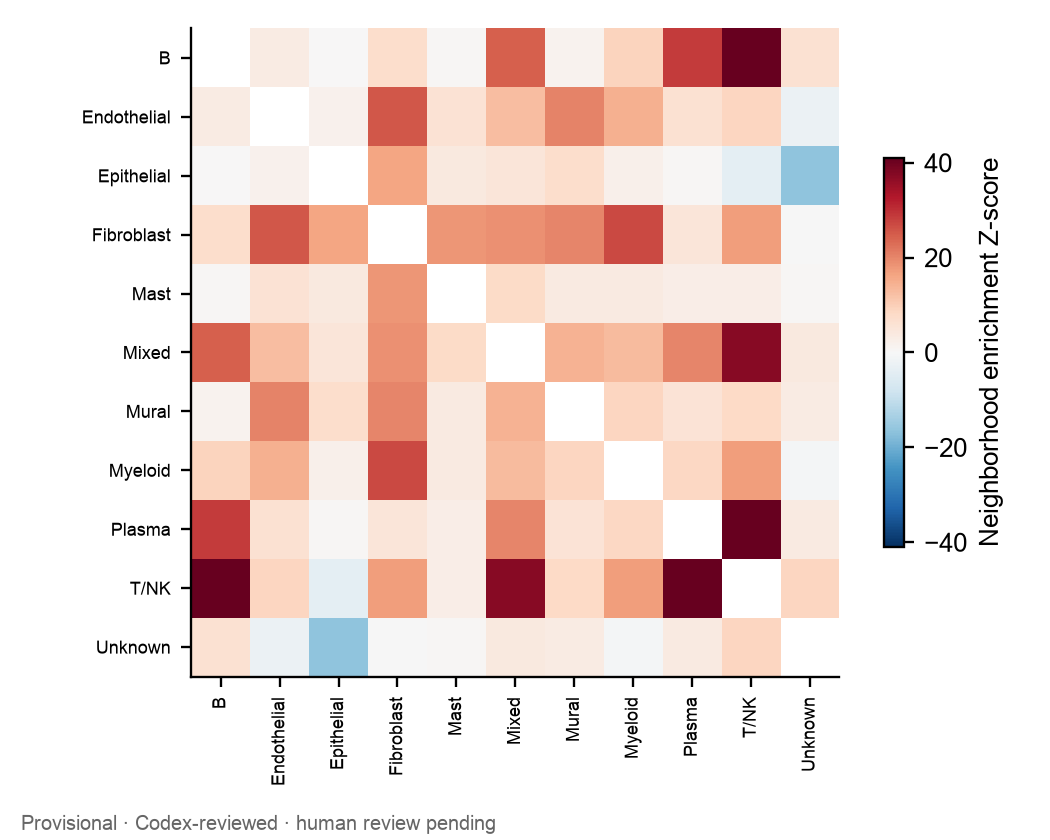 B
Endothelial
Epithelial
Fibroblast
Mast
Mixed
Mural
Myeloid
Plasma
T/NK
Unknown
B
Endothelial
Epithelial
Fibroblast
Mast
Mixed
Mural
Myeloid
Plasma
T/NK
Unknown
40
20
0
−20
−40
Neighborhood enrichment Z-score
Provisional · Codex-reviewed · human review pending